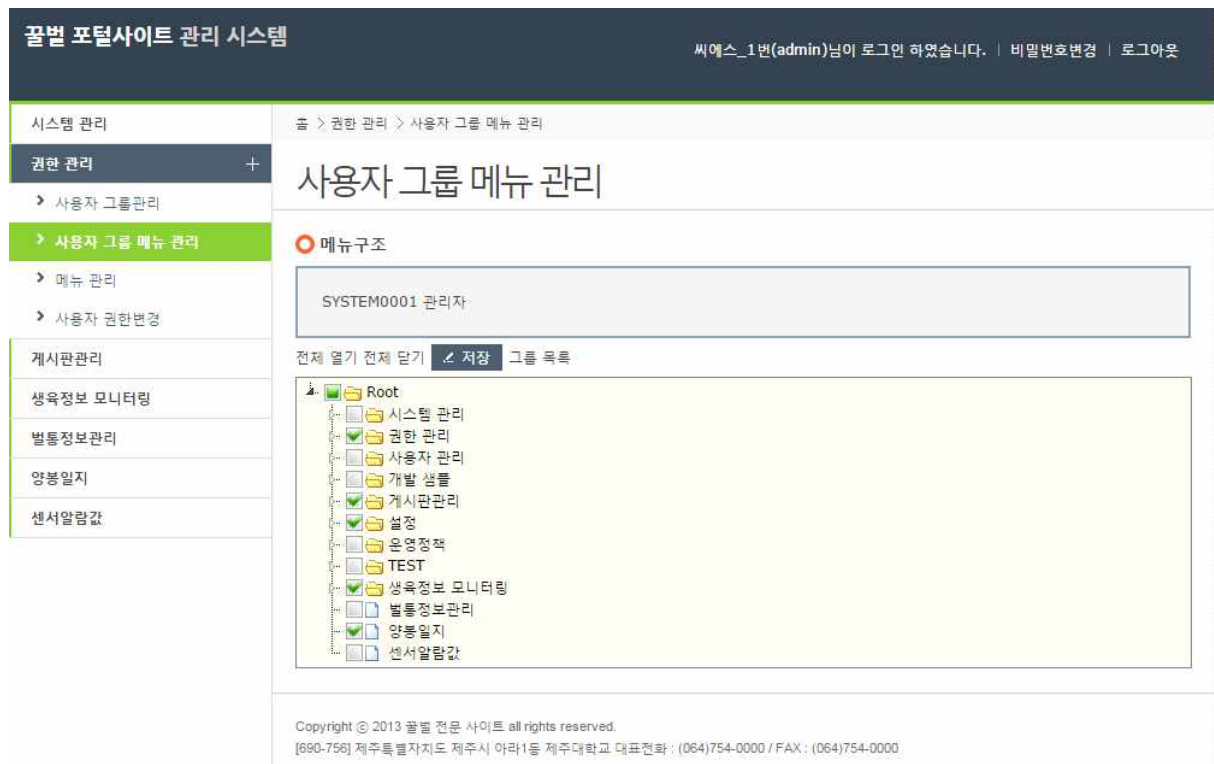 꿀벌 포털사이트 관리 시스템
씨에스_1번(admin)님이 로그인 하였습니다. | 비밀번호변경 | 로그아웃
시스템 관리
홈 > 권한 관리 > 사용자 그룹 메뉴 관리
권한 관리 +
사용자 그룹 메뉴 관리
> 사용자 그룹관리
> 사용자 그룹 메뉴 관리
메뉴구조
> 메뉴 관리
SYSTEM0001 관리자
> 사용자 권한변경
게시판관리
전체 열기 전체 닫기 저장 그룹 목록
생육정보 모니터링
벌통정보관리
양봉일지
센서알람값
Root
시스템 관리
권한 관리
사용자 관리
개발 샘플
게시판관리
설정
운영정책
TEST
생육정보 모니터링
벌통정보관리
양봉일지
센서알람값
Copyright ⓒ 2013 꿀벌 전문 사이트 all rights reserved.
[690-756] 제주특별자치도 제주시 아라1동 제주대학교 대표전화 : (064)754-0000 / FAX : (064)754-0000